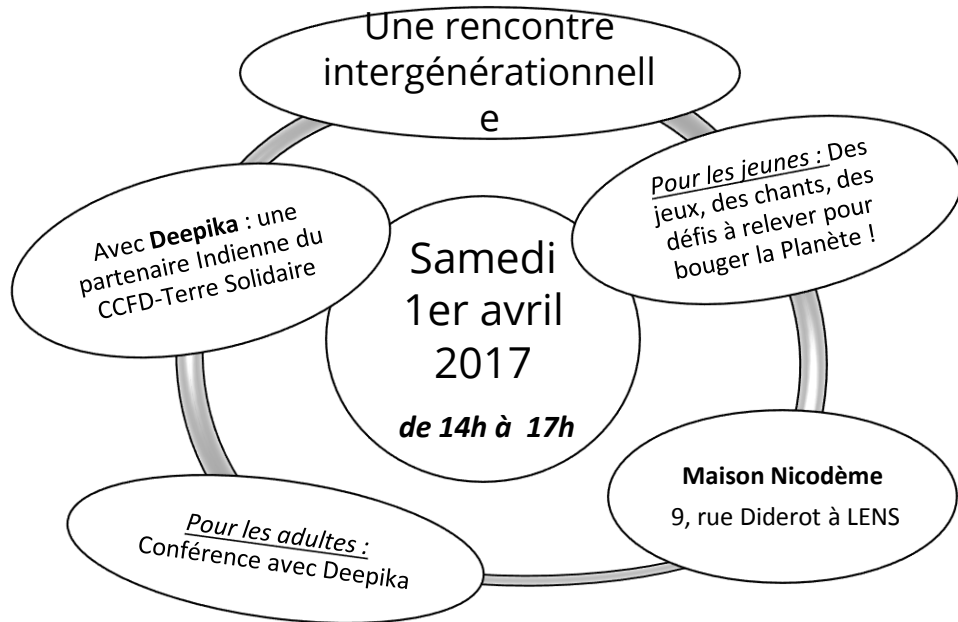 Une rencontre
intergénérationnell
e
Pour les jeunes : Des
jeux, des chants, des
défis à relever pour
bouger la Planète !
Avec Deepika : une
partenaire Indienne du
CCFD-Terre Solidaire
Samedi
1er avril
2017
de 14h à 17h
Maison Nicodème
9, rue Diderot à LENS
Pour les adultes :
Conférence avec Deepika